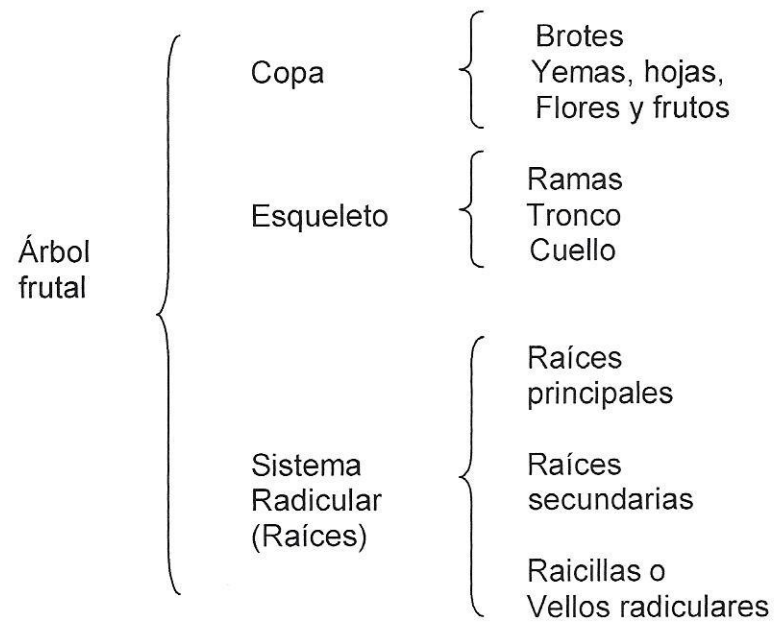 Árbol
frutal
Copa
Brotes
Yemas, hojas,
Flores y frutos
Esqueleto
Ramas
Tronco
Cuello
Sistema
Radicular
(Raíces)
Raíces
principales
Raíces
secundarias
Raicillas o
Vellos radiculares